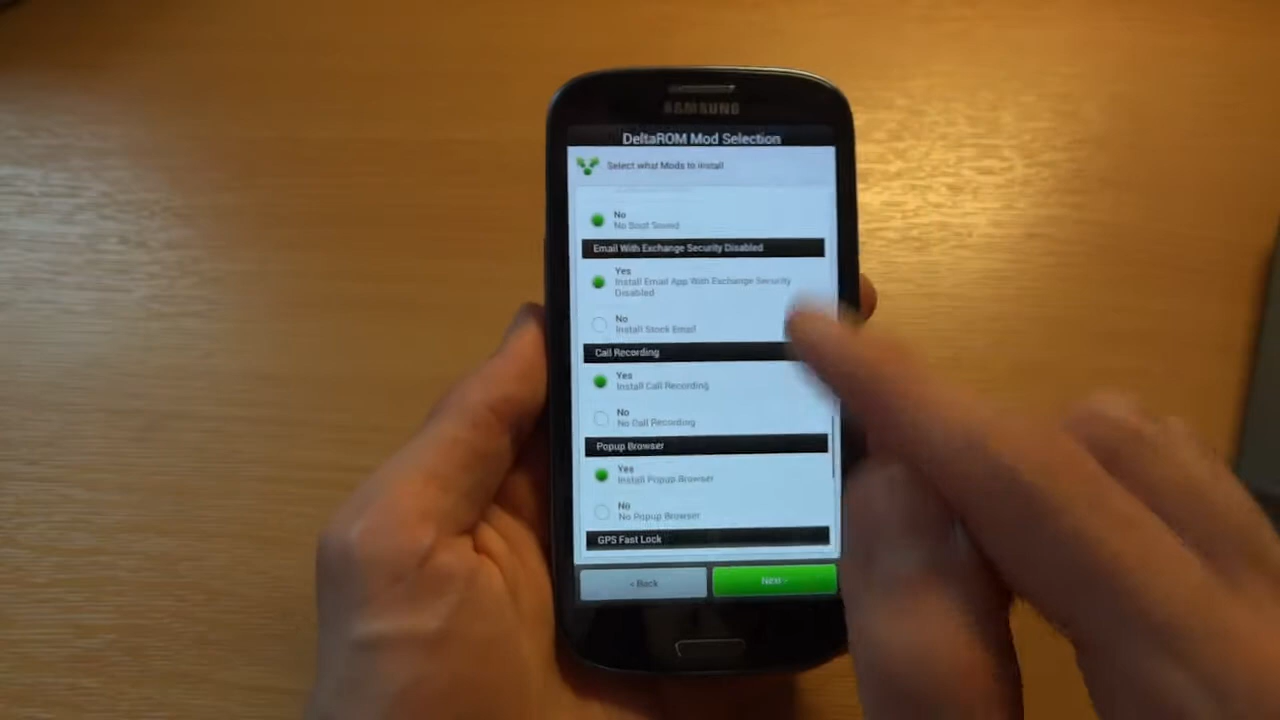 SAMSUNG
DeltaROM Mod Selection
Select what Mods to install
No
No Boot Sound
Email With Exchange Security Disabled
Yes
Install Email App With Exchange Security
Disabled
No
Install Stock Email
Call Recording
Yes
Install Call Recording
No
No Call Recording
Popup Browser
Yes
Install Popup Browser
No
No Popup Browser
GPS Fast Lock
< Back
Next >